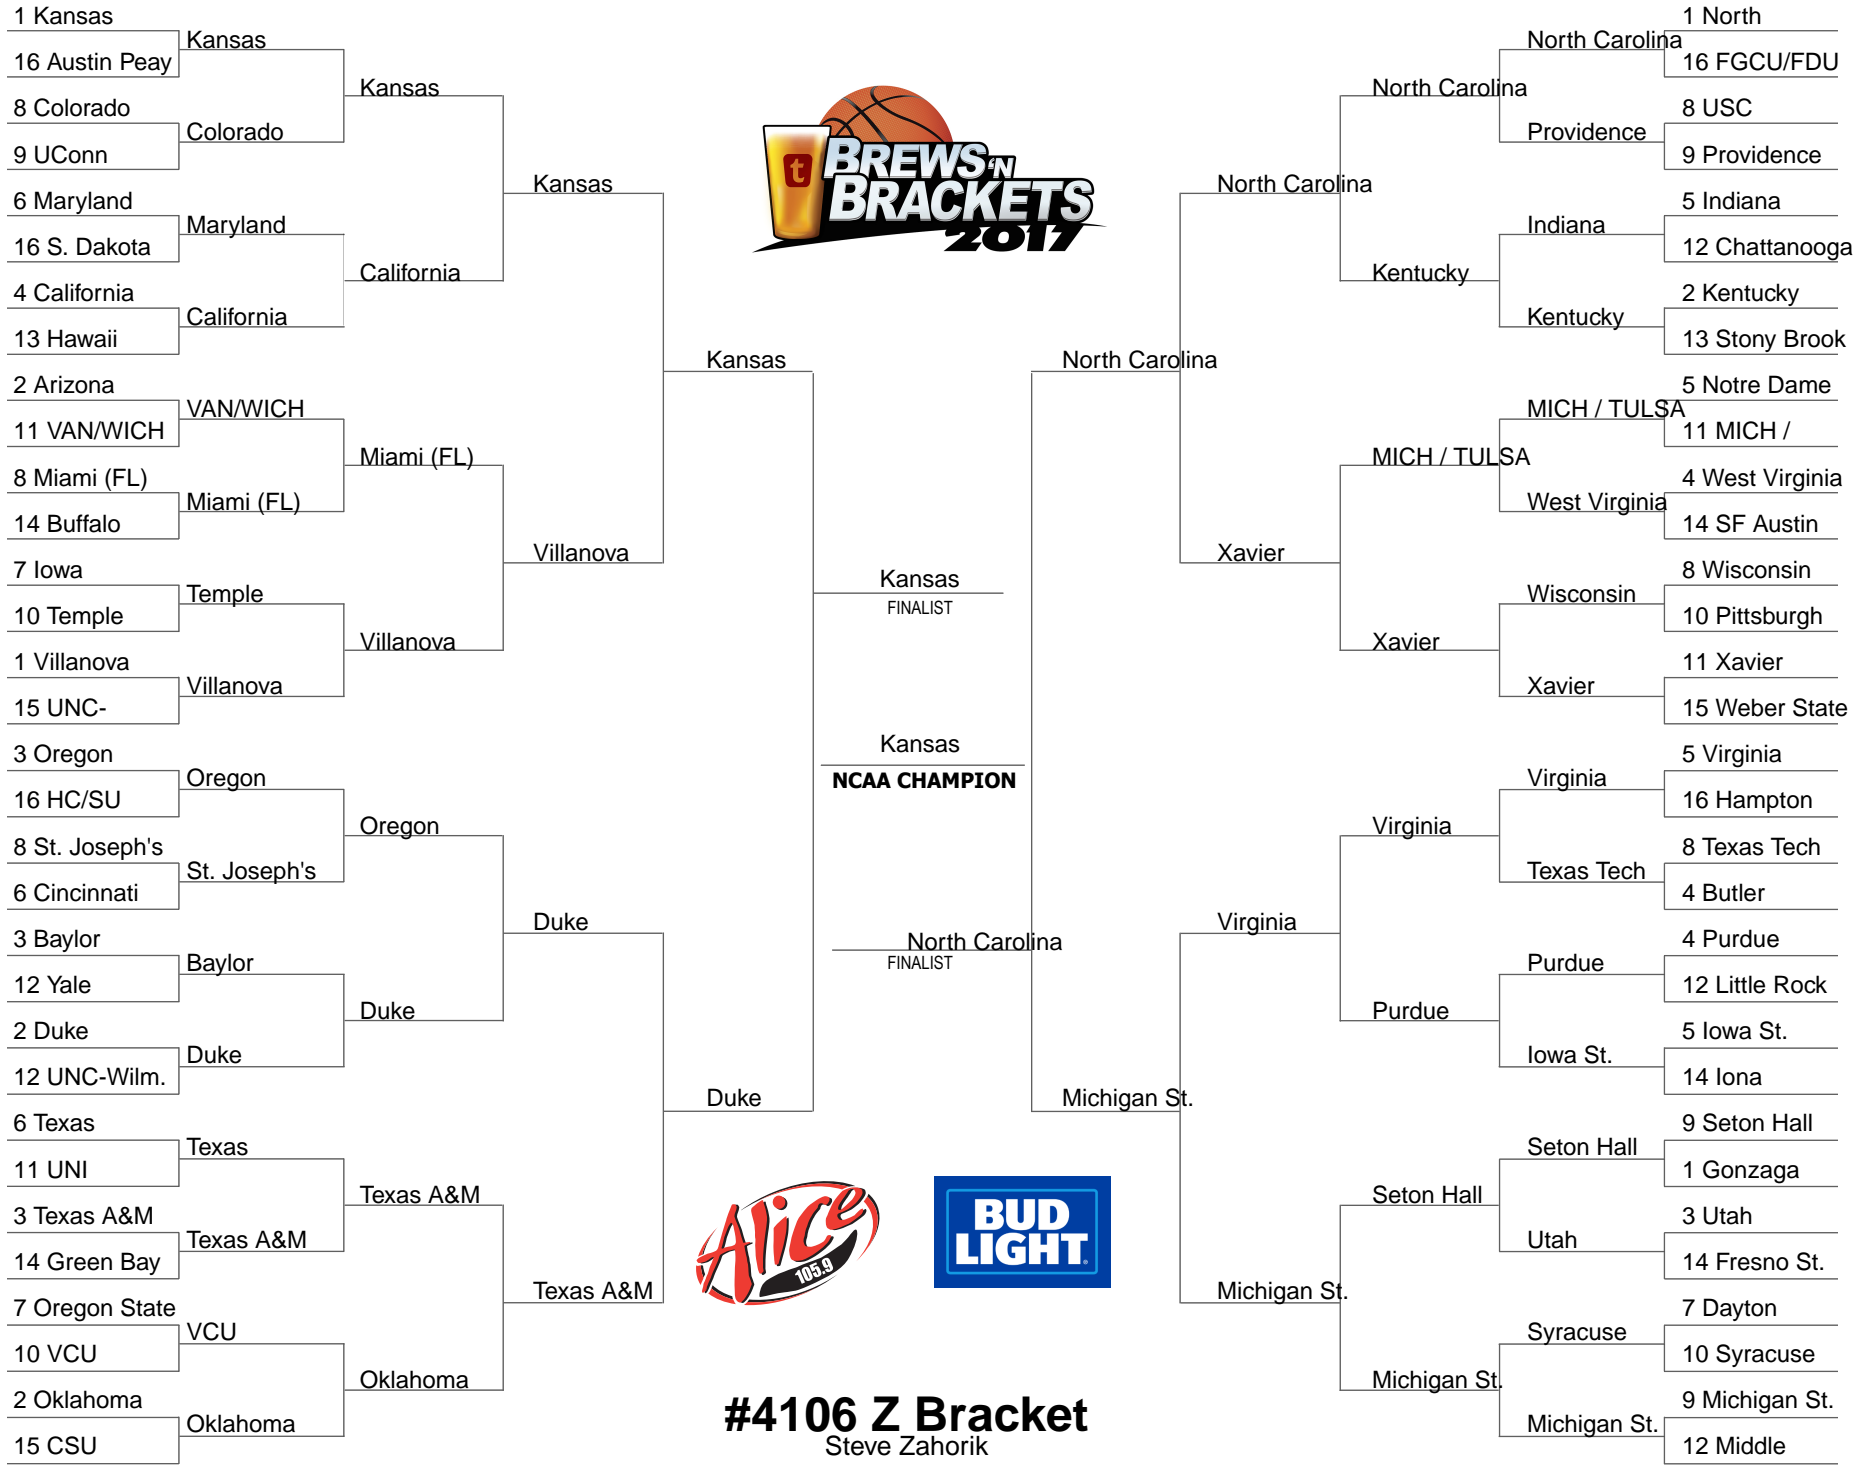 1 Kansas
16 Austin Peay
8 Colorado
9 UConn
6 Maryland
16 S. Dakota
4 California
13 Hawaii
2 Arizona
11 VAN/WICH
8 Miami (FL)
14 Buffalo
7 Iowa
10 Temple
1 Villanova
15 UNC-
3 Oregon
16 HC/SU
8 St. Joseph's
6 Cincinnati
3 Baylor
12 Yale
2 Duke
12 UNC-Wilm.
6 Texas
11 UNI
3 Texas A&M
14 Green Bay
7 Oregon State
10 VCU
2 Oklahoma
15 CSU
Kansas
Colorado
Maryland
California
VAN/WICH
Miami (FL)
Temple
Villanova
Oregon
St. Joseph's
Baylor
Duke
Texas
Texas A&M
VCU
Oklahoma
Kansas
California
Miami (FL)
Villanova
Oregon
Duke
Texas A&M
Oklahoma
Kansas
Villanova
Duke
Texas A&M
Kansas
Duke
BREWS 'N
BRACKETS
2017
t
Kansas
FINALIST
Kansas
NCAA CHAMPION
North Carolina
FINALIST
Alice
105.9
BUD
LIGHT
#4106 Z Bracket
Steve Zahorik
North Carolina
Michigan St.
North Carolina
Xavier
Virginia
Michigan St.
North Carolina
Kentucky
MICH / TULSA
Xavier
Virginia
Purdue
Seton Hall
Michigan St.
North Carolina
Providence
Indiana
Kentucky
MICH / TULSA
West Virginia
Wisconsin
Xavier
Virginia
Texas Tech
Purdue
Iowa St.
Seton Hall
Utah
Syracuse
Michigan St.
1 North
16 FGCU/FDU
8 USC
9 Providence
5 Indiana
12 Chattanooga
2 Kentucky
13 Stony Brook
5 Notre Dame
11 MICH /
4 West Virginia
14 SF Austin
8 Wisconsin
10 Pittsburgh
11 Xavier
15 Weber State
5 Virginia
16 Hampton
8 Texas Tech
4 Butler
4 Purdue
12 Little Rock
5 Iowa St.
14 Iona
9 Seton Hall
1 Gonzaga
3 Utah
14 Fresno St.
7 Dayton
10 Syracuse
9 Michigan St.
12 Middle